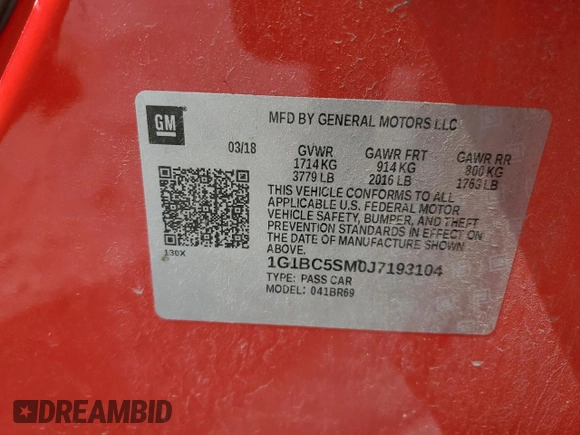 GM
MFD BY GENERAL MOTORS LLC
03/18 GVWR GAWR FRT GAWR RR
1714 KG 914 KG 800 KG
3779 LB 2016 LB 1763 LB
THIS VEHICLE CONFORMS TO ALL
APPLICABLE U.S. FEDERAL MOTOR
VEHICLE SAFETY, BUMPER, AND THEFT
PREVENTION STANDARDS IN EFFECT ON
THE DATE OF MANUFACTURE SHOWN
ABOVE.
130X
1G1BC5SM0J7193104
TYPE: PASS CAR
MODEL: 041BR69
DREAMBID